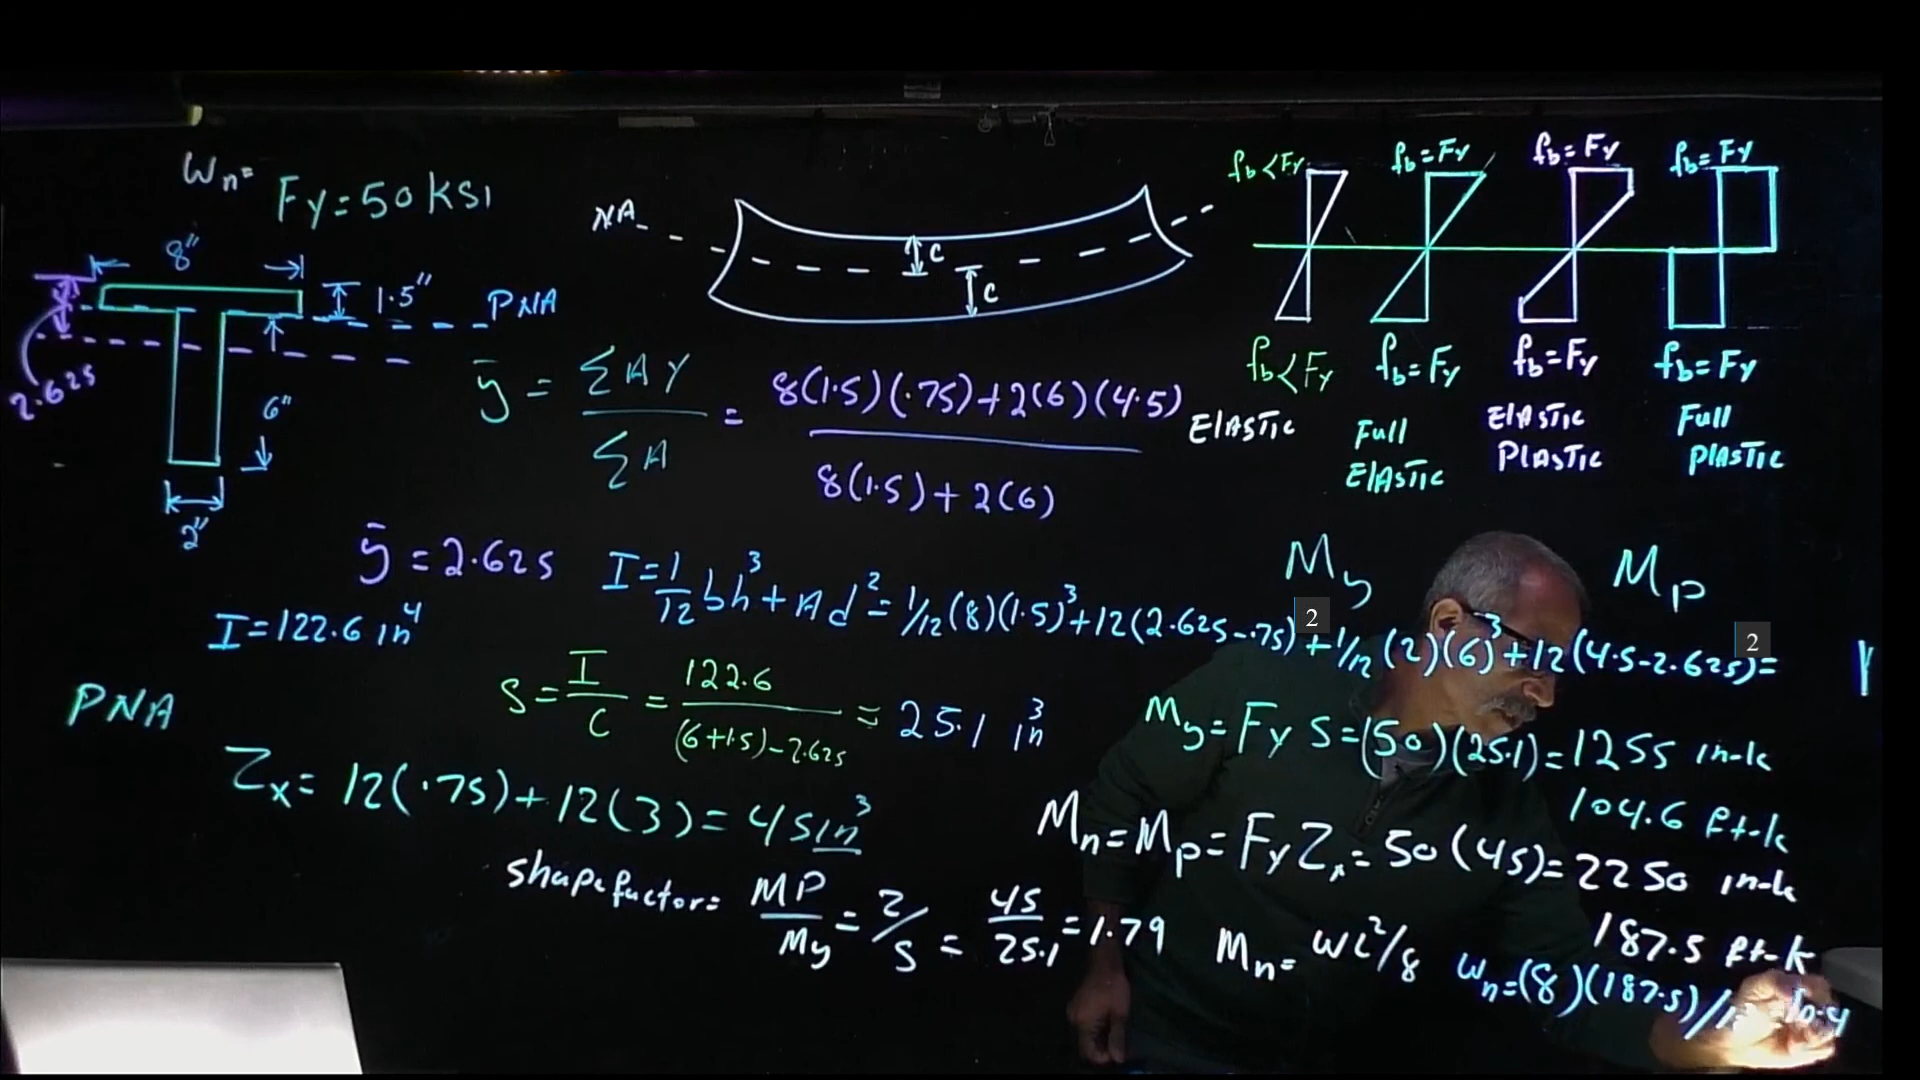 Wn=
Fy=50 KSI
8"
1.5"
PNA
2.625
6"
2"
NA
C
C
fb<Fy
fb=Fy
fb=Fy
fb=Fy
fb<Fy
fb=Fy
fb=Fy
fb=Fy
ElASTIC
Full
ElASTIC
ElASTIC
PlASTIC
Full
PlASTIC
ȳ = ΣAY / ΣA = 8(1.5)(.75)+2(6)(4.5) / 8(1.5)+2(6)
ȳ = 2.625
My
Mp
I=1/12 bh³+Ad²=1/12(8)(1.5)³+12(2.625-.75)2+1/12(2)(6)³+12(4.5-2.625)2=
I=122.6 in⁴
S = I/C = 122.6 / (6+1.5)-2.625 = 25.1 in³
My=Fy S=(50)(25.1)=1255 in-k
104.6 ft-k
PNA
Zx= 12(.75)+12(3)= 45in³
Mn=Mp=FyZx=50(45)=2250 in-k
187.5 ft-k
shape factor= MP/My = Z/S = 45/25.1 =1.79
Mn= wl²/8
Wn=(8)(187.5)/
10.4